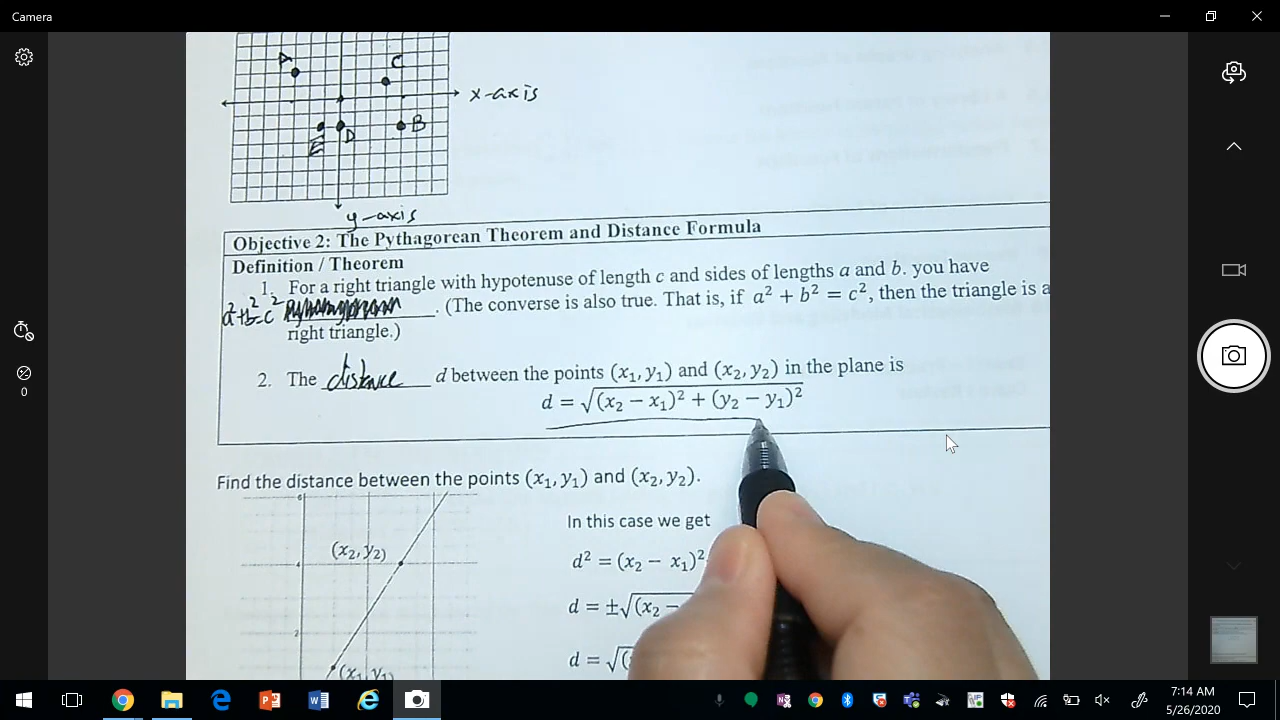 Camera
A
C
x-axis
D
B
E
y-axis
Objective 2: The Pythagorean Theorem and Distance Formula
Definition / Theorem
1. For a right triangle with hypotenuse of length c and sides of lengths a and b. you have
a²+b²=c² . (The converse is also true. That is, if a² + b² = c², then the triangle is a
right triangle.)
2. The distance d between the points (x₁, y₁) and (x₂, y₂) in the plane is
d = √(x₂ − x₁)² + (y₂ − y₁)²
Find the distance between the points (x₁, y₁) and (x₂, y₂).
6
In this case we get
(x₂, y₂)
4
d² = (x₂ − x₁)²
d = ±√(x₂ −
2
d = √(
(x₁, y₁)
0
7:14 AM
5/26/2020